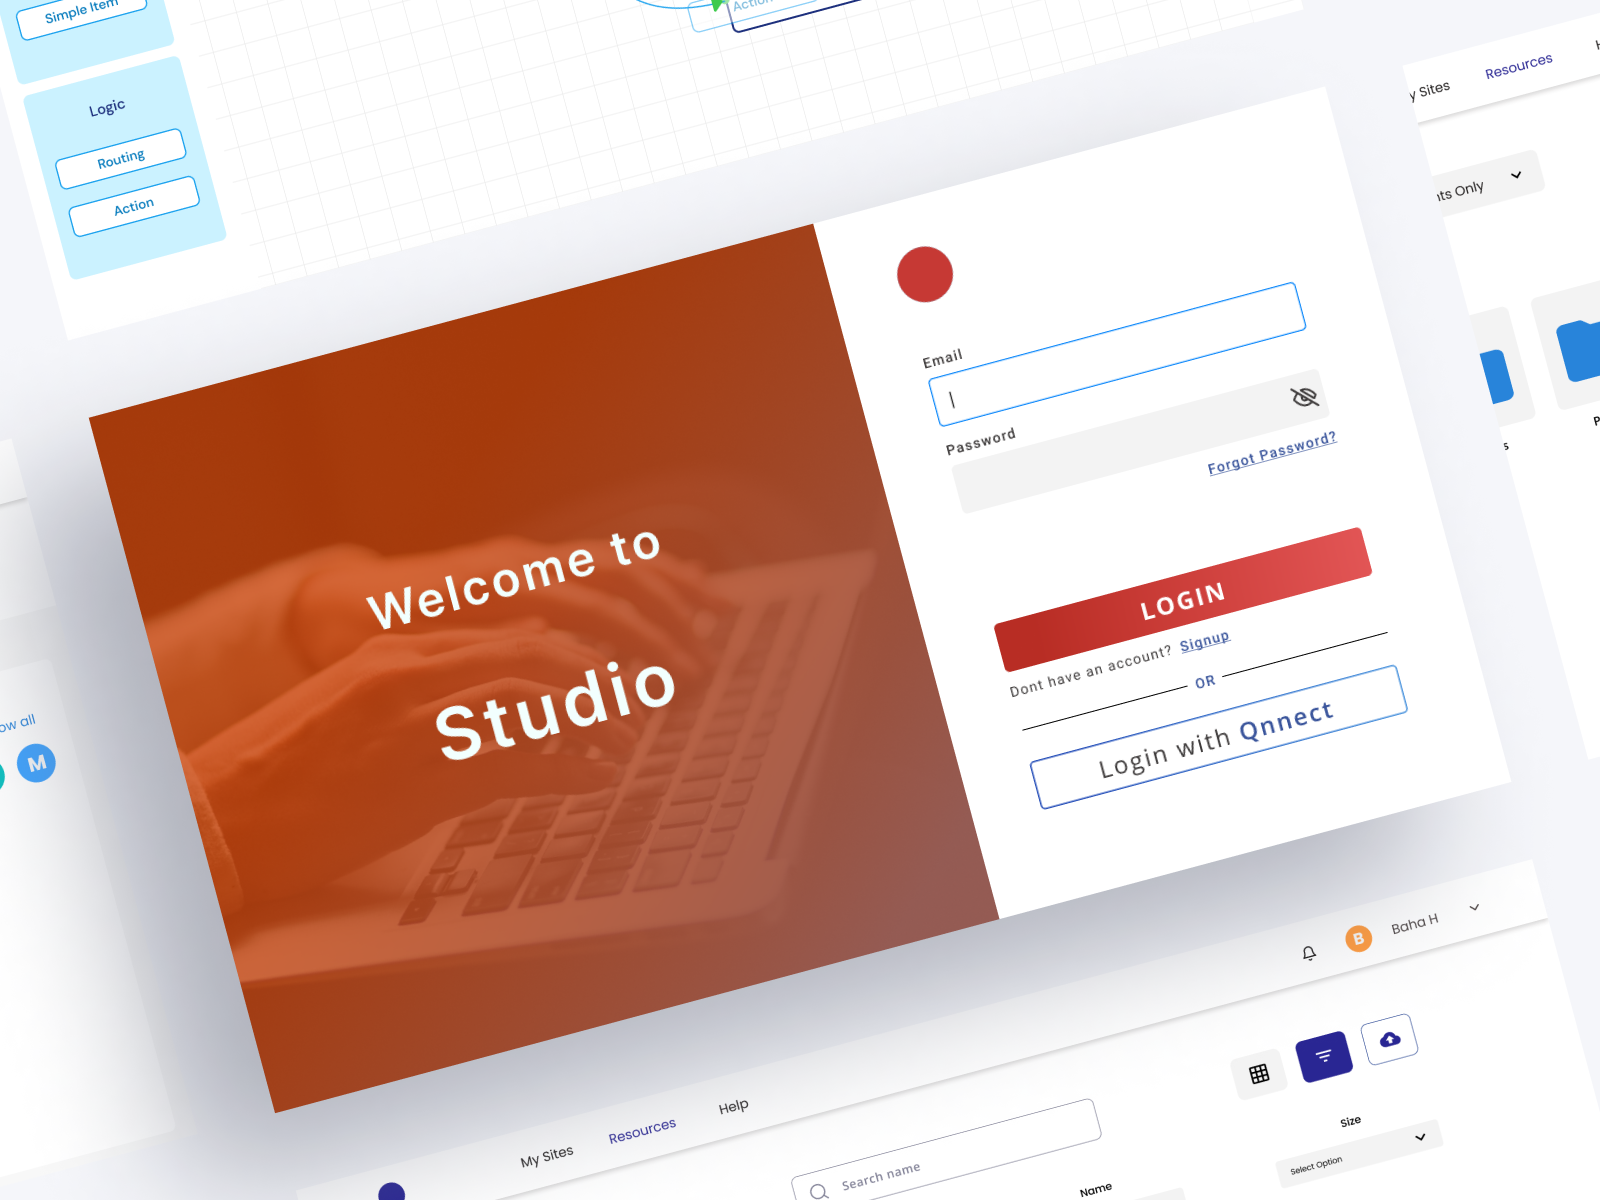 Simple Item
Action
Logic
Routing
Action
Sites
Resources
Only
Welcome to
Studio
Email
Password
Forgot Password?
LOGIN
Dont have an account? Signup
OR
Login with Qnnect
all
M
B
Baha H
My Sites
Resources
Help
Search name
Name
Size
Select Option